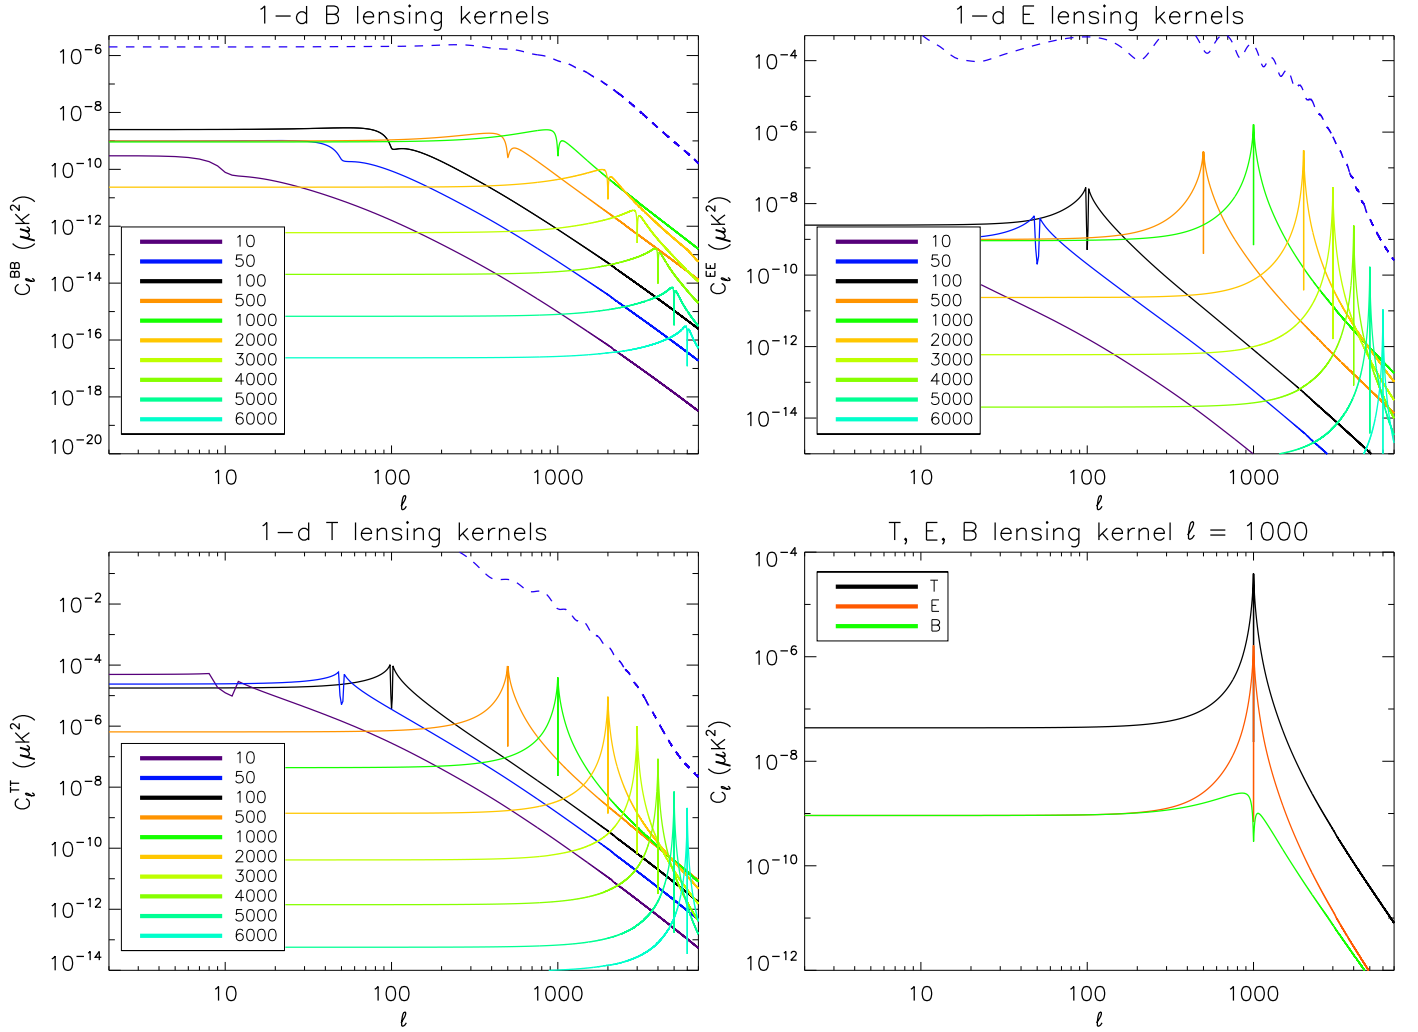 1-d B lensing kernels
10⁻⁶
10⁻⁸
10⁻¹⁰
10⁻¹²
10⁻¹⁴
10⁻¹⁶
10⁻¹⁸
10⁻²⁰
C_ℓ^BB (μK²)
10
50
100
500
1000
2000
3000
4000
5000
6000
10 100 1000
ℓ
1-d E lensing kernels
10⁻⁴
10⁻⁶
10⁻⁸
10⁻¹⁰
10⁻¹²
10⁻¹⁴
C_ℓ^EE (μK²)
10
50
100
500
1000
2000
3000
4000
5000
6000
10 100 1000
ℓ
1-d T lensing kernels
10⁻²
10⁻⁴
10⁻⁶
10⁻⁸
10⁻¹⁰
10⁻¹²
10⁻¹⁴
C_ℓ^TT (μK²)
10
50
100
500
1000
2000
3000
4000
5000
6000
10 100 1000
ℓ
T, E, B lensing kernel ℓ = 1000
10⁻⁴
10⁻⁶
10⁻⁸
10⁻¹⁰
10⁻¹²
C_ℓ (μK²)
T
E
B
10 100 1000
ℓ